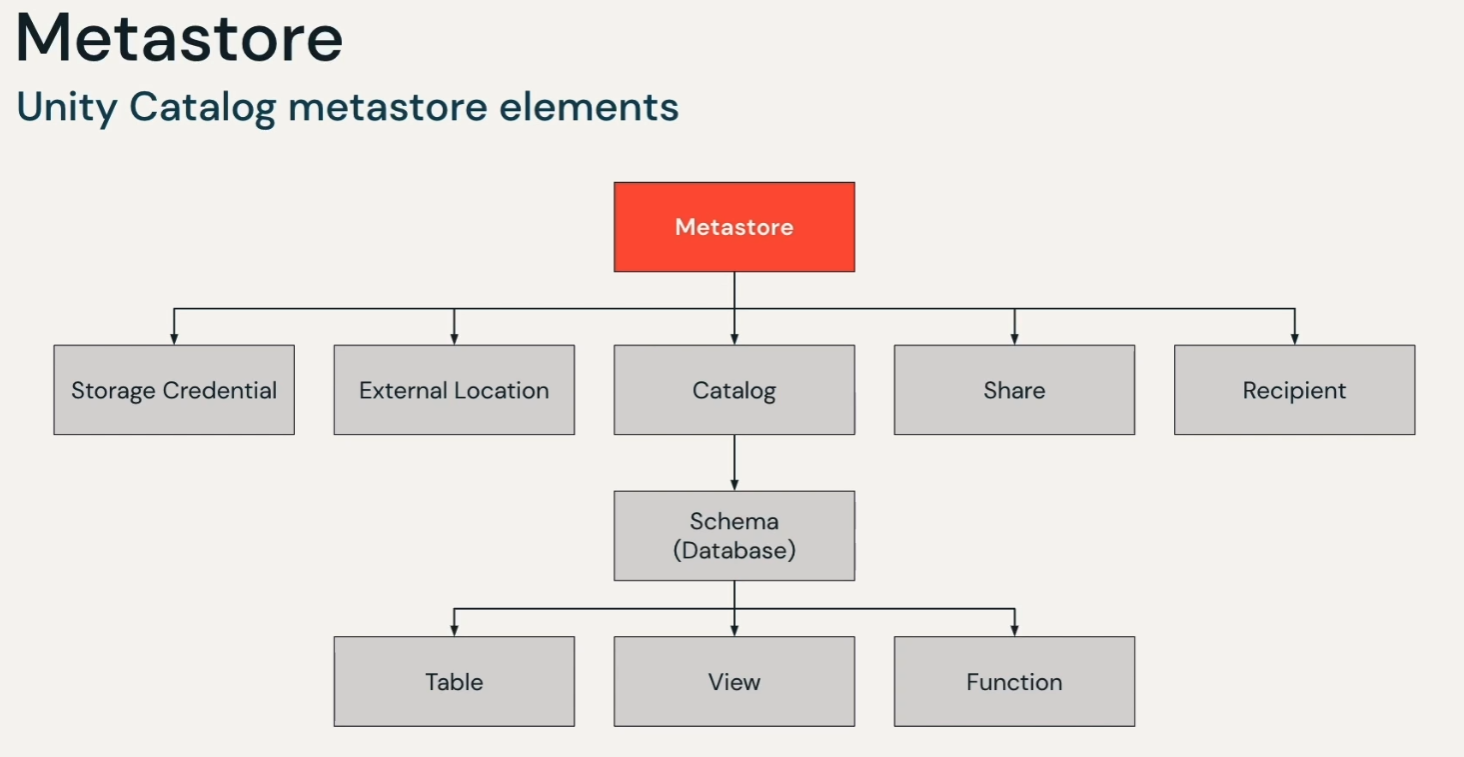 Metastore
Unity Catalog metastore elements
Metastore
Storage Credential
External Location
Catalog
Share
Recipient
Schema
(Database)
Table
View
Function